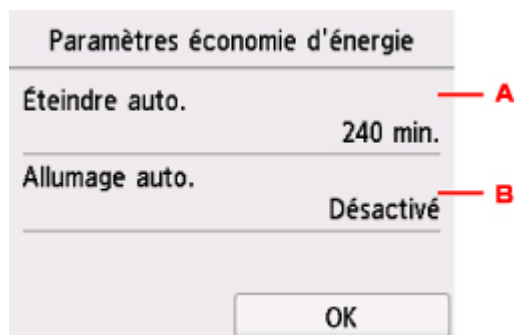 Paramètres économie d'énergie
Éteindre auto.
A
240 min.
Allumage auto.
B
Désactivé
OK